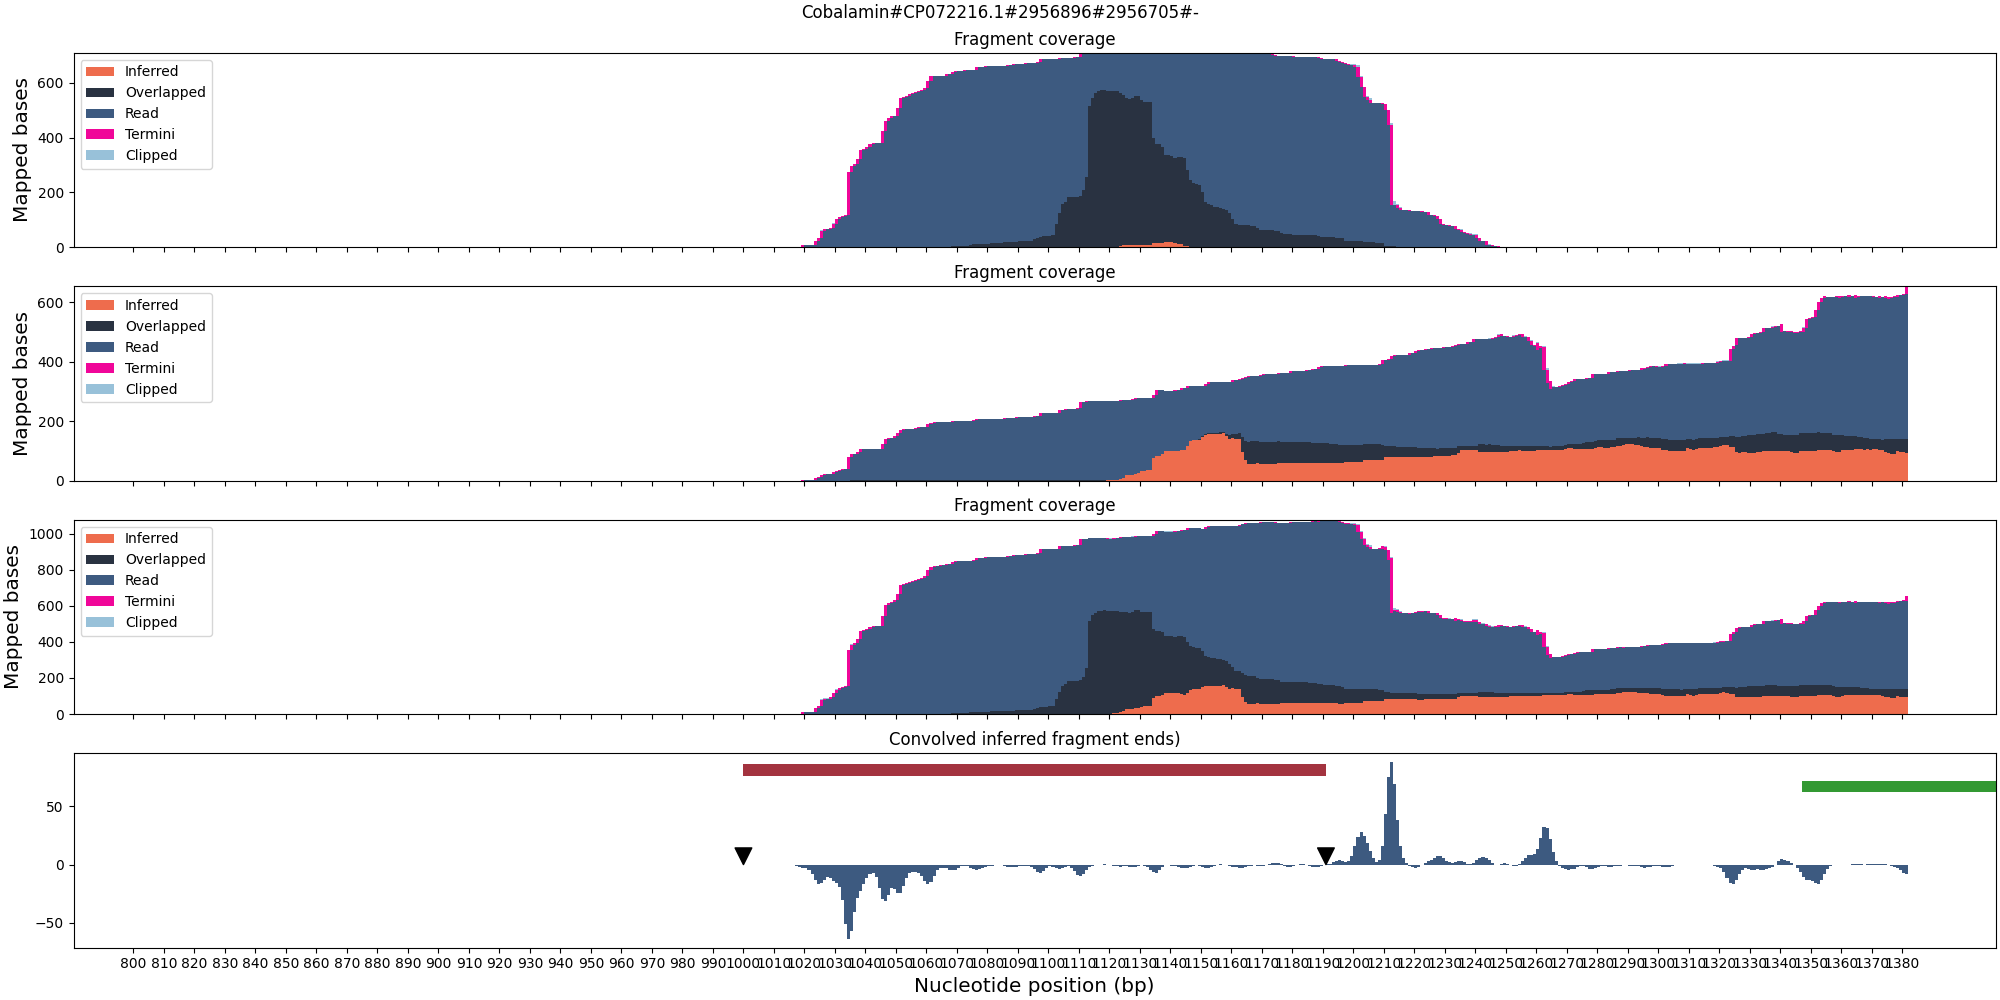 Cobalamin#CP072216.1#2956896#2956705#-
Fragment coverage
Mapped bases
600
400
200
0
Inferred
Overlapped
Read
Termini
Clipped
Fragment coverage
Mapped bases
600
400
200
0
Inferred
Overlapped
Read
Termini
Clipped
Fragment coverage
Mapped bases
1000
800
600
400
200
0
Inferred
Overlapped
Read
Termini
Clipped
Convolved inferred fragment ends)
50
0
−50
800 810 820 830 840 850 860 870 880 890 900 910 920 930 940 950 960 970 980 990 1000 1010 1020 1030 1040 1050 1060 1070 1080 1090 1100 1110 1120 1130 1140 1150 1160 1170 1180 1190 1200 1210 1220 1230 1240 1250 1260 1270 1280 1290 1300 1310 1320 1330 1340 1350 1360 1370 1380
Nucleotide position (bp)